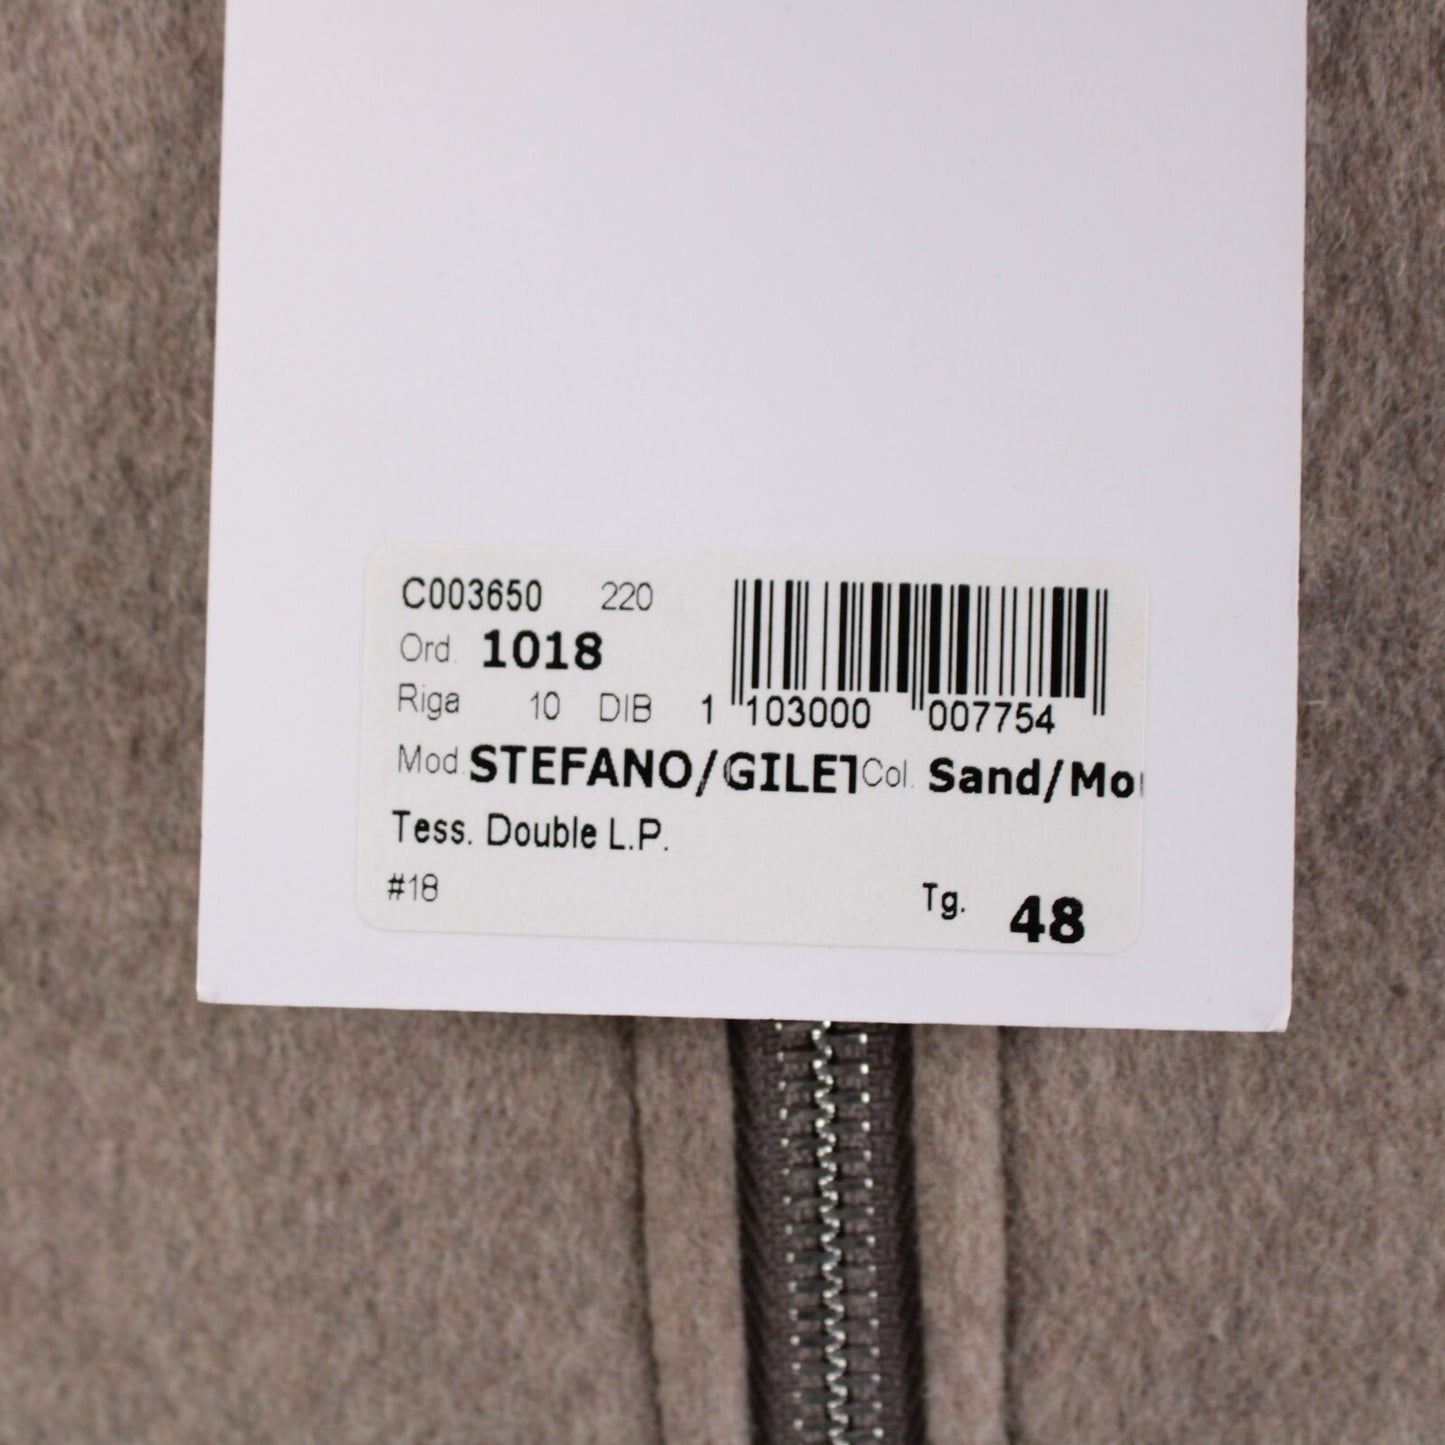 C003650 220
Ord. 1018
Riga 10 DIB 1 103000 007754
Mod. STEFANO/GILET Col. Sand/Mo
Tess. Double L.P.
#18 Tg. 48